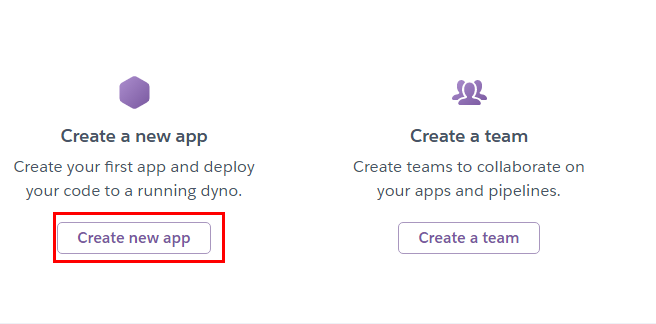 Create a new app
Create your first app and deploy
your code to a running dyno.
Create new app
Create a team
Create teams to collaborate on
your apps and pipelines.
Create a team